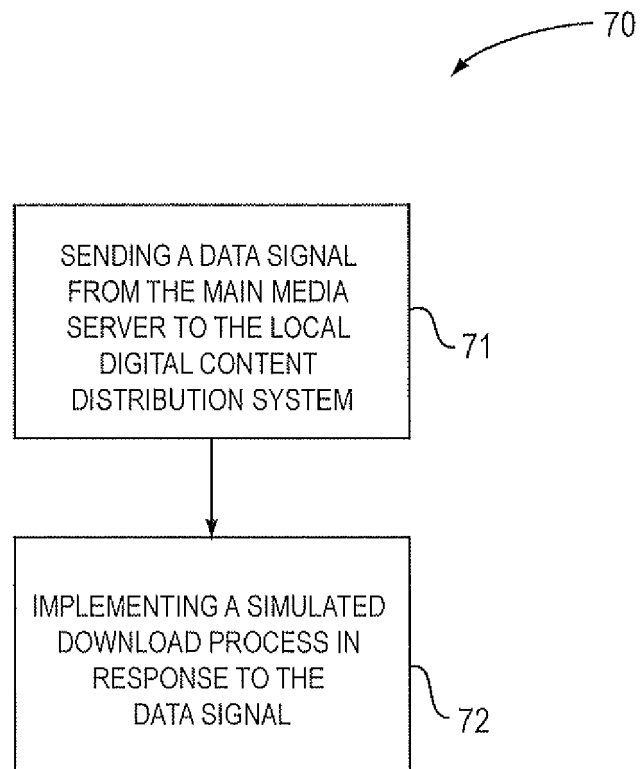 70
SENDING A DATA SIGNAL
FROM THE MAIN MEDIA
SERVER TO THE LOCAL
DIGITAL CONTENT
DISTRIBUTION SYSTEM
71
IMPLEMENTING A SIMULATED
DOWNLOAD PROCESS IN
RESPONSE TO THE
DATA SIGNAL
72